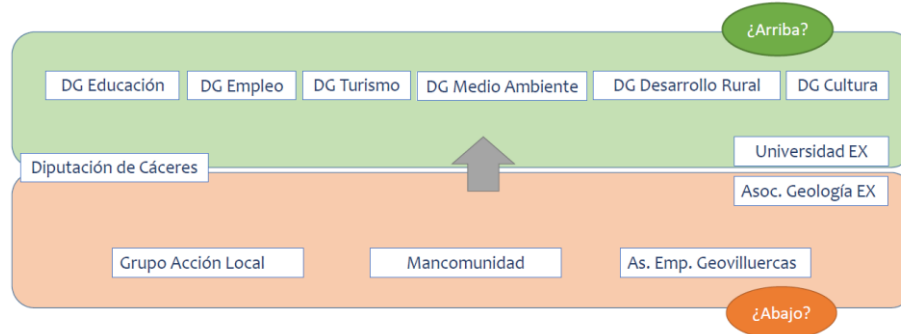 ¿Arriba?
DG Educación
DG Empleo
DG Turismo
DG Medio Ambiente
DG Desarrollo Rural
DG Cultura
Universidad EX
Diputación de Cáceres
Asoc. Geología EX
Grupo Acción Local
Mancomunidad
As. Emp. Geovilluercas
¿Abajo?